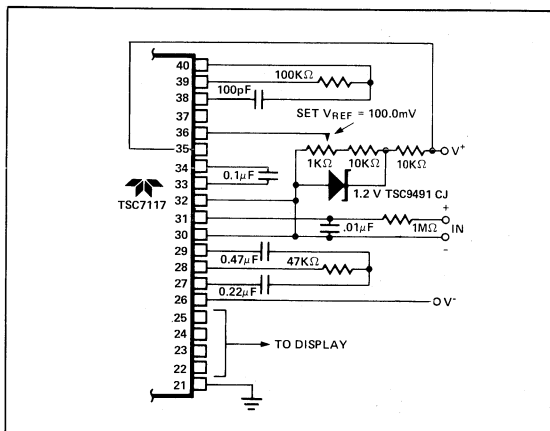 40
39
100KΩ
38
100pF
37
SET VREF = 100.0mV
36
35
1KΩ 10KΩ 10KΩ V+
34
0.1μF
33
1.2 V TSC9491 CJ
32
TSC7117
31
+
.01μF
1MΩ IN
30
-
29
0.47μF
47KΩ
28
27
0.22μF
26
V-
25
24
TO DISPLAY
23
22
21